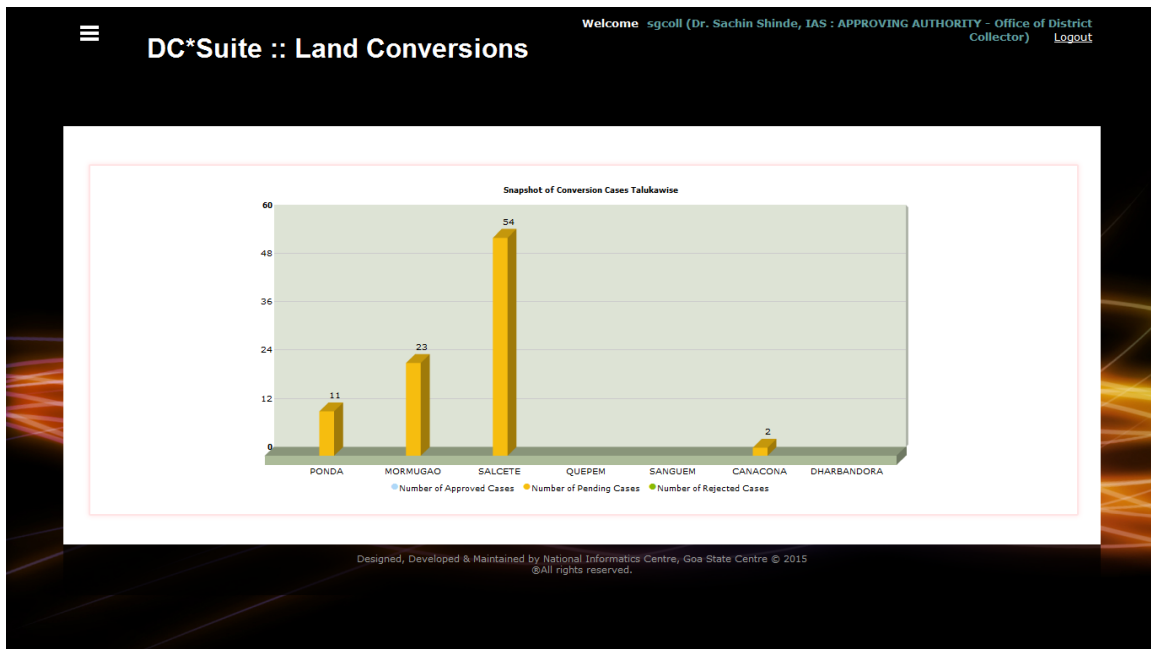 Welcome sgcoll (Dr. Sachin Shinde, IAS : APPROVING AUTHORITY - Office of District
Collector) Logout
DC*Suite :: Land Conversions
Snapshot of Conversion Cases Talukawise
60
48
36
24
12
0
11
23
54
2
PONDA MORMUGAO SALCETE QUEPEM SANGUEM CANACONA DHARBANDORA
Number of Approved Cases Number of Pending Cases Number of Rejected Cases
Designed, Developed & Maintained by National Informatics Centre, Goa State Centre © 2015
®All rights reserved.